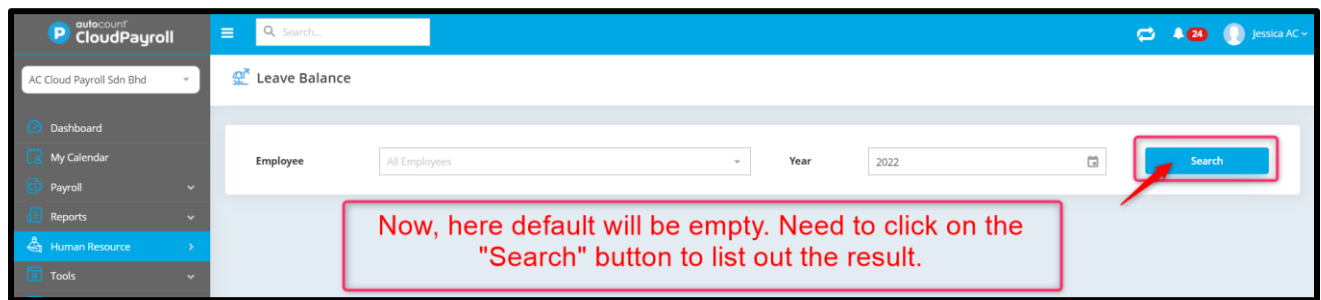 autocount
CloudPayroll
Search...
24
Jessica AC
AC Cloud Payroll Sdn Bhd
Leave Balance
Dashboard
My Calendar
Employee
All Employees
Year
2022
Search
Payroll
Reports
Human Resource
Tools
Now, here default will be empty. Need to click on the
"Search" button to list out the result.